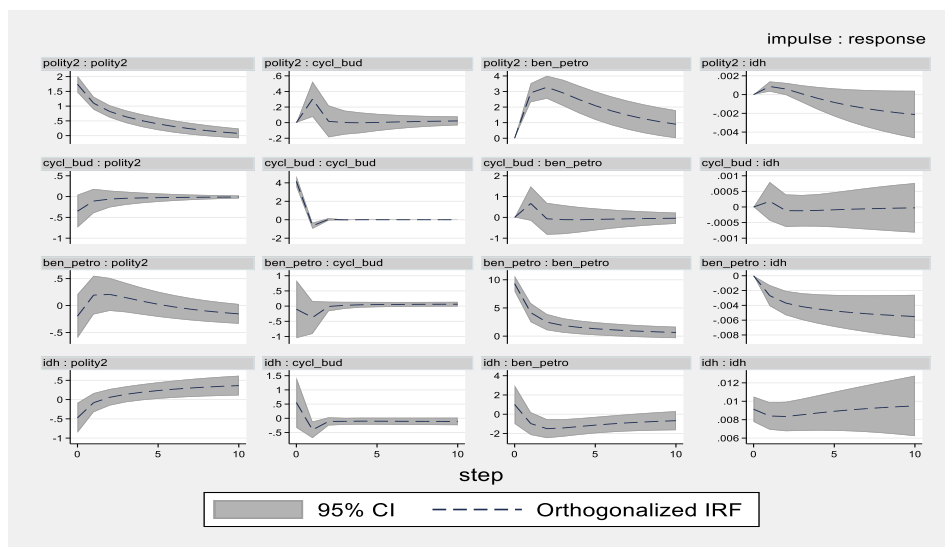 impulse : response
polity2 : polity2
polity2 : cycl_bud
polity2 : ben_petro
polity2 : idh
2
1.5
1
.5
0
.6
.4
.2
0
-.2
4
3
2
1
0
0.002
0
-.002
-.004
cycl_bud : polity2
cycl_bud : cycl_bud
cycl_bud : ben_petro
cycl_bud : idh
.5
0
-.5
-1
4
2
0
-2
2
1
0
-1
.001
.0005
0
-.0005
-.001
ben_petro : polity2
ben_petro : cycl_bud
ben_petro : ben_petro
ben_petro : idh
.5
0
-.5
1
.5
0
-.5
-1
10
5
0
0
-.002
-.004
-.006
-.008
idh : polity2
idh : cycl_bud
idh : ben_petro
idh : idh
.5
0
-.5
-1
1.5
1
.5
0
-.5
4
2
0
-2
.012
.01
.008
.006
0 5 10
0 5 10
0 5 10
0 5 10
step
95% CI
Orthogonalized IRF